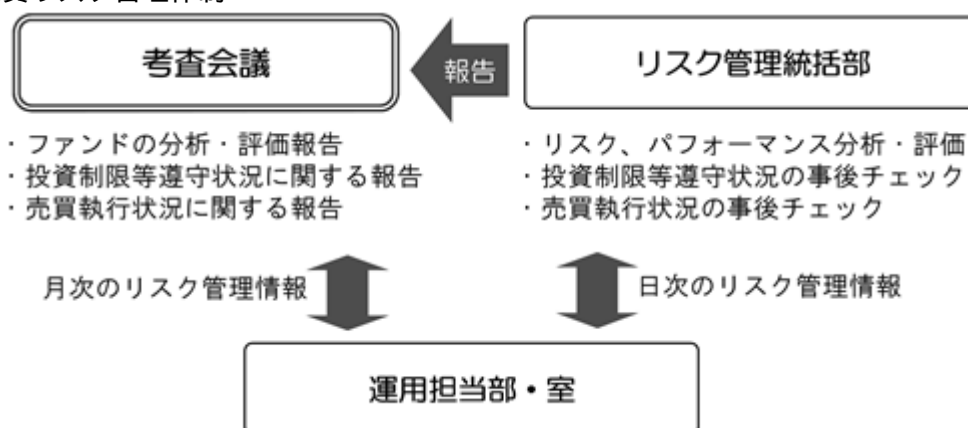 考査会議
報告
リスク管理統括部
・ファンドの分析・評価報告
・投資制限等遵守状況に関する報告
・売買執行状況に関する報告
・リスク、パフォーマンス分析・評価
・投資制限等遵守状況の事後チェック
・売買執行状況の事後チェック
月次のリスク管理情報
日次のリスク管理情報
運用担当部・室